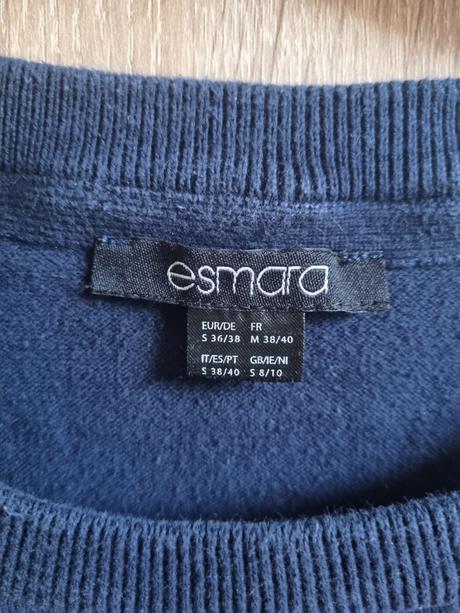 esmara
EUR/DE FR
S 36/38 M 38/40
IT/ES/PT GB/IE/NI
S 38/40 S 8/10